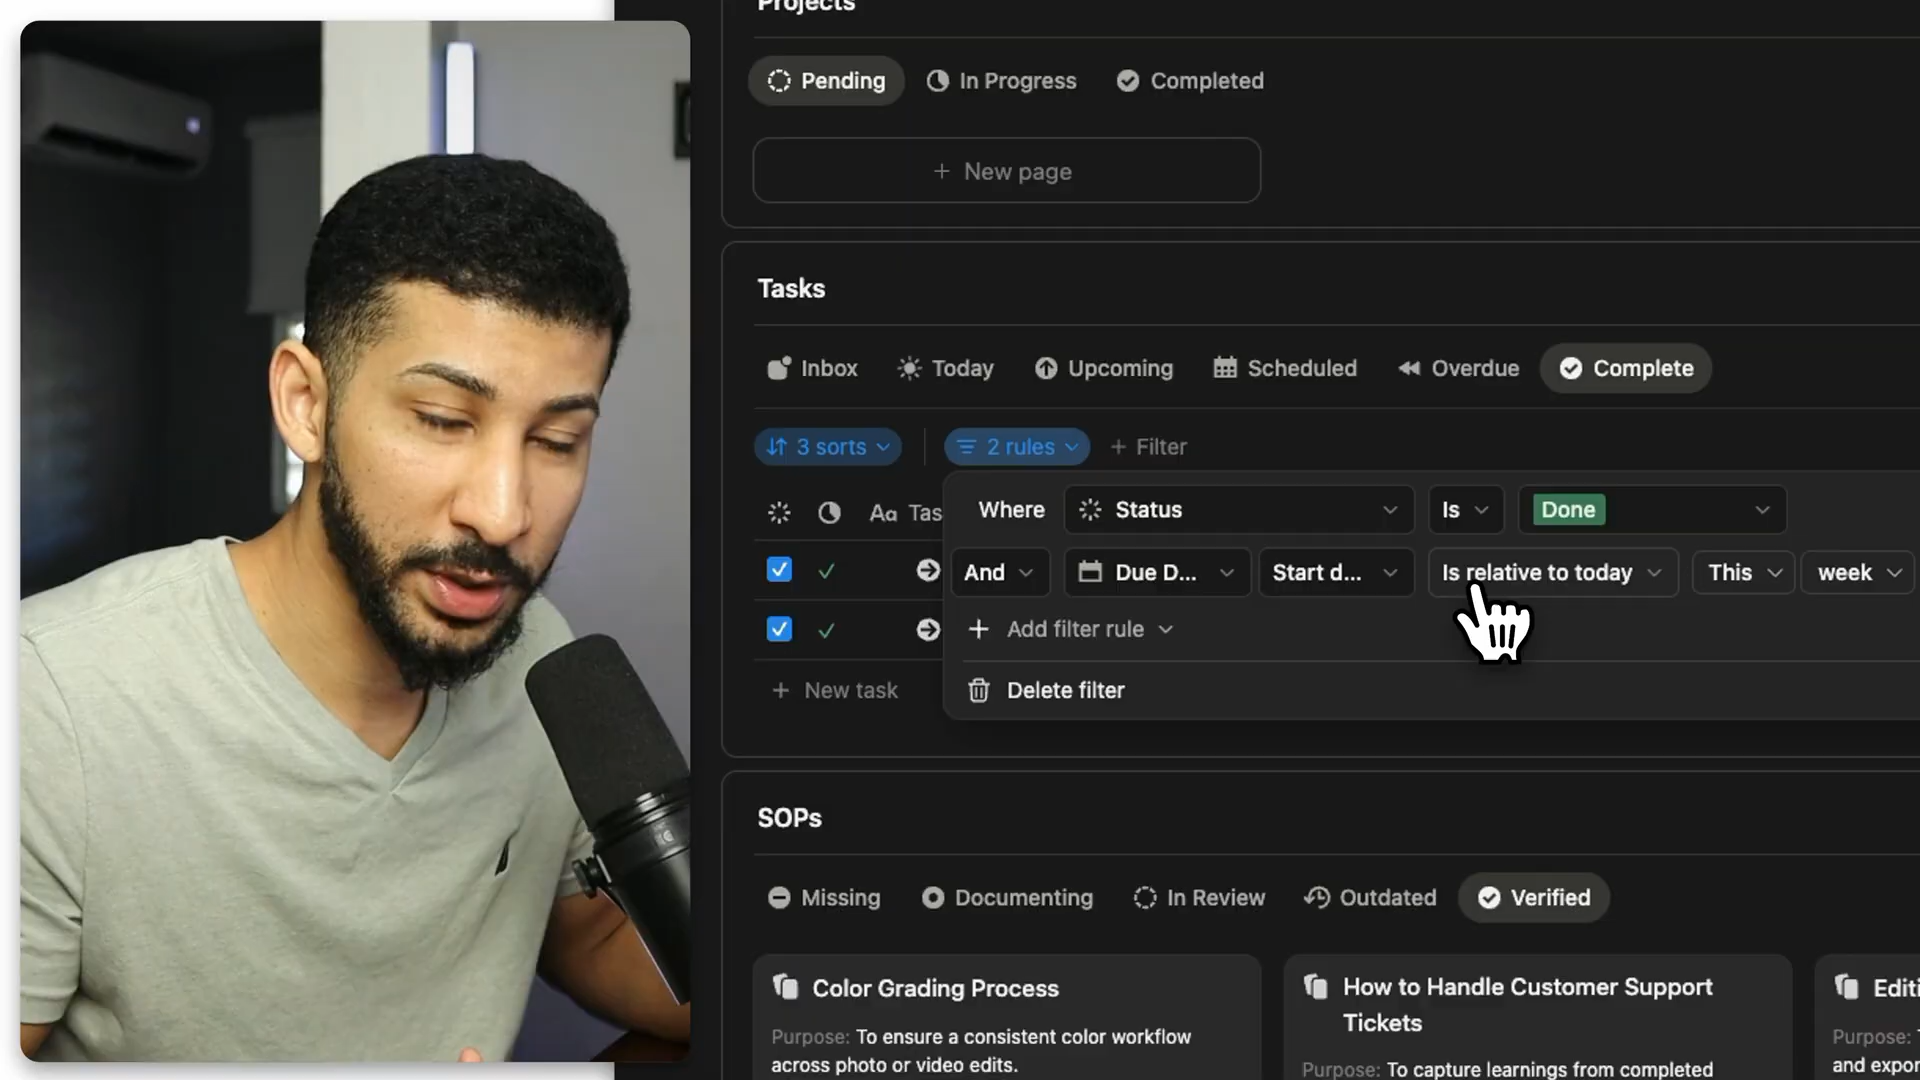 Projects
Pending In Progress Completed
+ New page
Tasks
Inbox Today Upcoming Scheduled Overdue Complete
3 sorts 2 rules + Filter
Aa Tas
Where Status Is Done
And Due D... Start d... Is relative to today This week
+ Add filter rule
+ New task
Delete filter
SOPs
Missing Documenting In Review Outdated Verified
Color Grading Process
Purpose: To ensure a consistent color workflow
across photo or video edits.
How to Handle Customer Support
Tickets
Purpose: To capture learnings from completed
Editi
Purpose: T
and expor